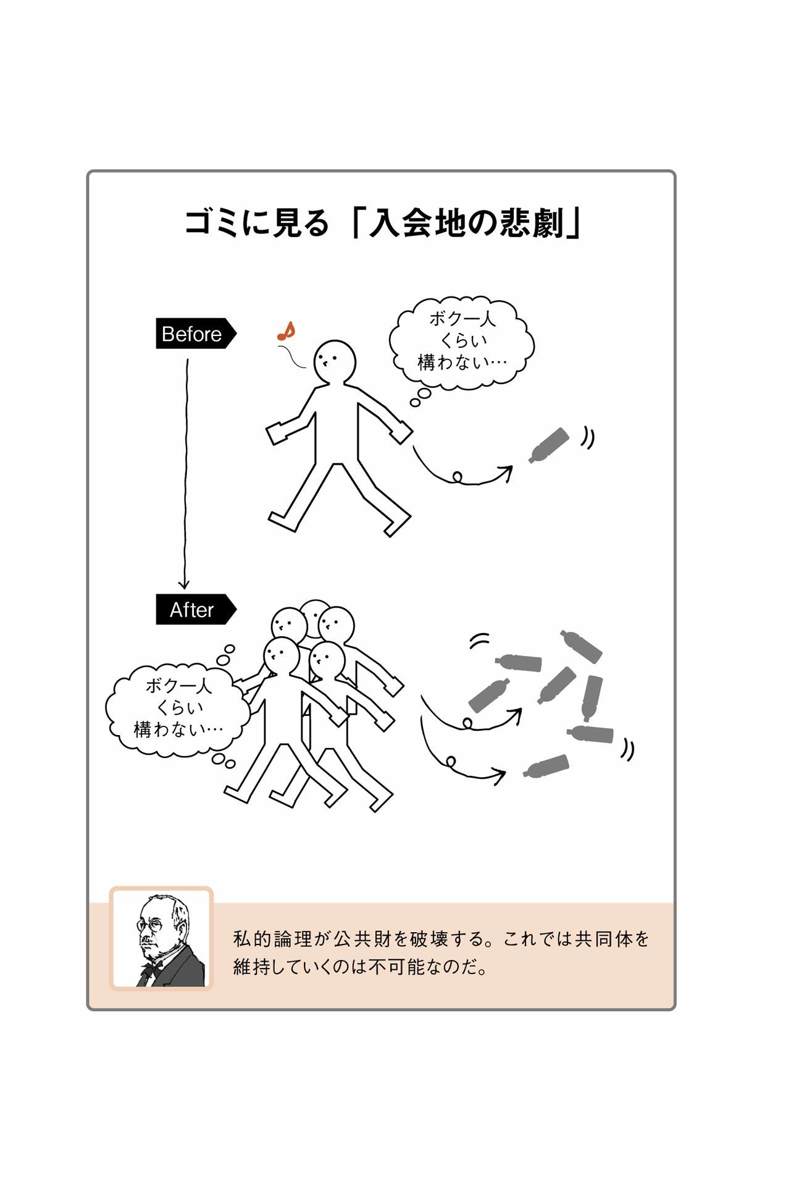 ゴミに見る「入会地の悲劇」
Before
ボク一人
くらい
構わない…
After
ボク一人
くらい
構わない…
私的論理が公共財を破壊する。これでは共同体を
維持していくのは不可能なのだ。